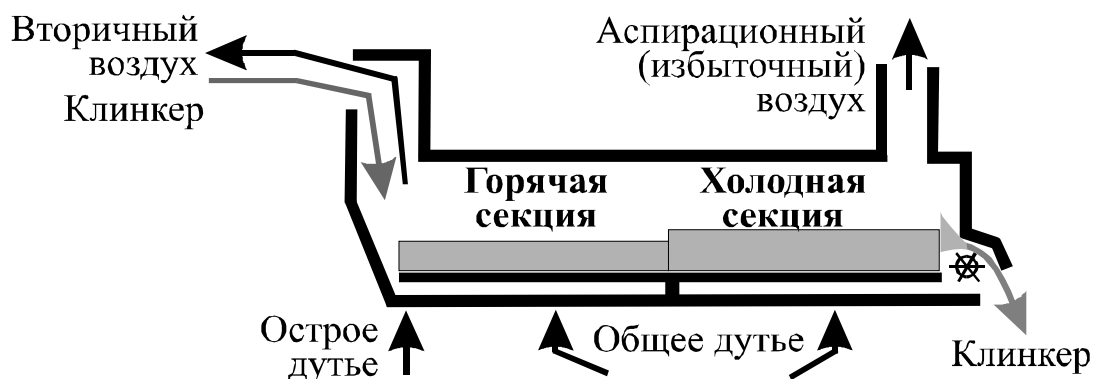 Вторичный
воздух
Клинкер
Аспирационный
(избыточный)
воздух
Горячая
секция
Холодная
секция
Острое
дутье
Общее дутье
Клинкер